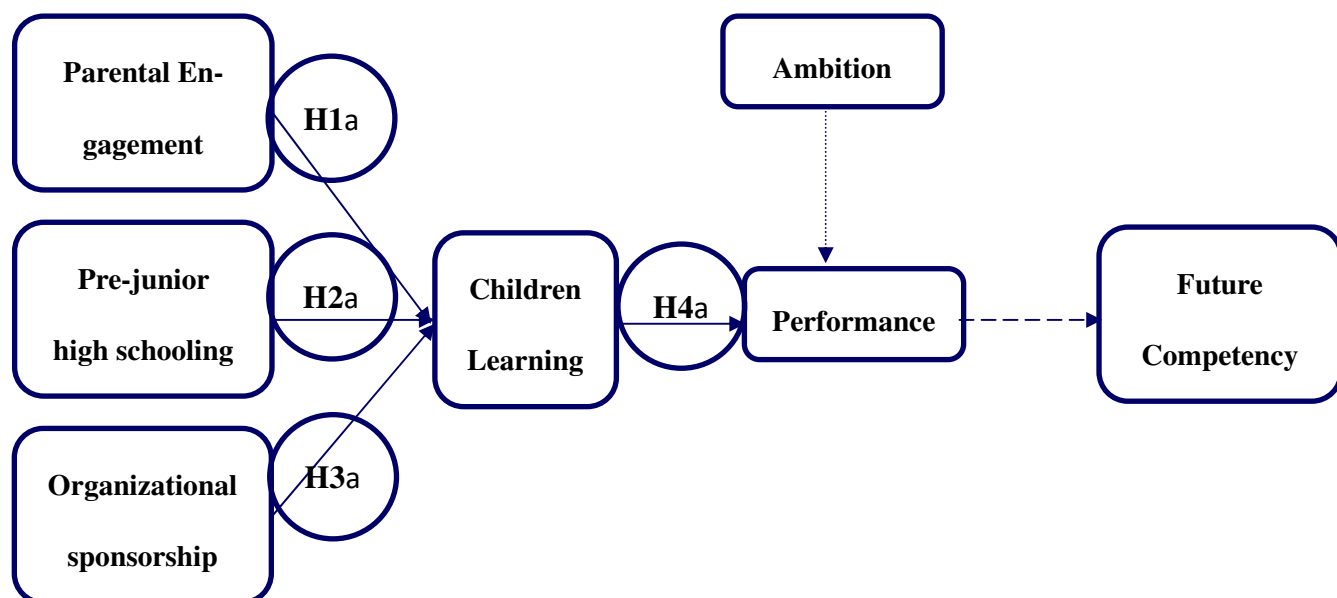 Parental En-
gagement
H1a
Ambition
Pre-junior
high schooling
H2a
Children
Learning
H4a
Performance
Future
Competency
Organizational
sponsorship
H3a